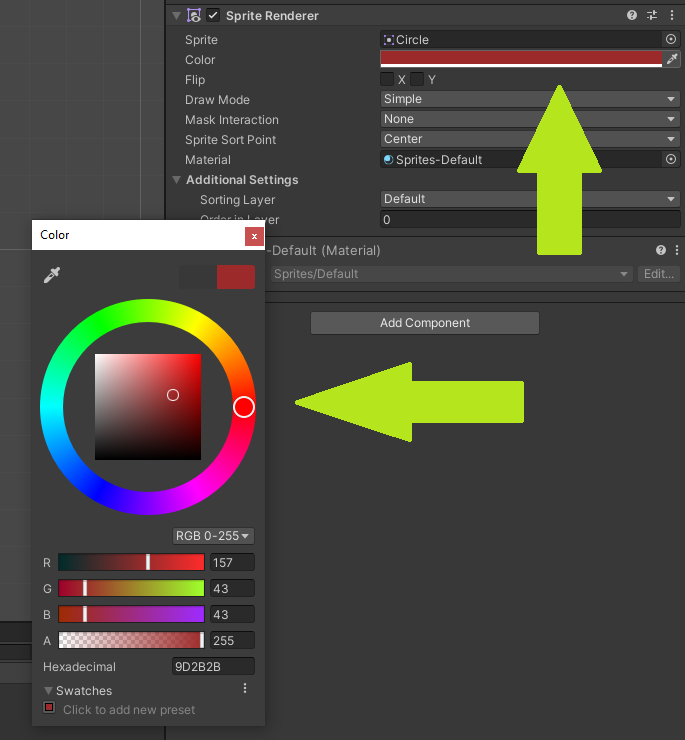 Sprite Renderer
Sprite Circle
Color
Flip X Y
Draw Mode Simple
Mask Interaction None
Sprite Sort Point Center
Material Sprites-Default
Additional Settings
Sorting Layer Default
Order in Layer 0
-Default (Material)
Sprites/Default Edit...
Add Component
Color x
RGB 0-255
R 157
G 43
B 43
A 255
Hexadecimal 9D2B2B
Swatches
Click to add new preset